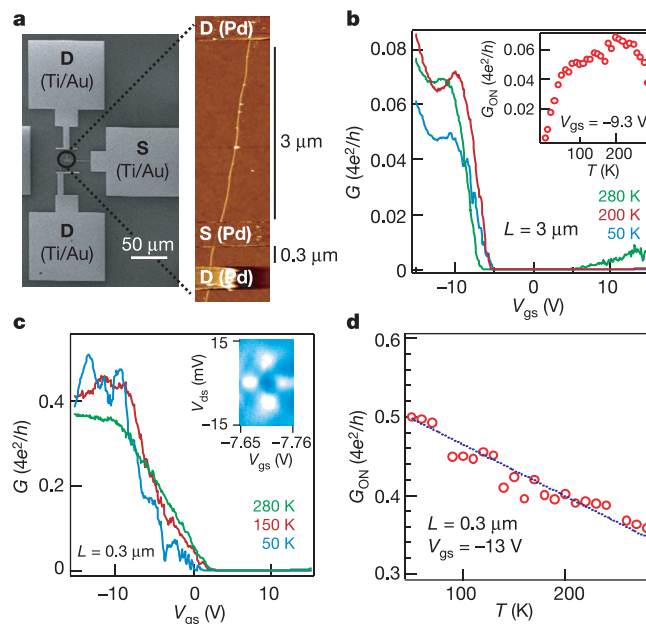 a
D
(Ti/Au)
S
(Ti/Au)
D
(Ti/Au)
50 μm
D (Pd)
3 μm
S (Pd)
0.3 μm
D (Pd)
b
G (4e²/h)
0.08
0.06
0.04
0.02
0
−10
0
10
V_gs (V)
L = 3 μm
280 K
200 K
50 K
G_ON (4e²/h)
0.06
0.04
0.02
0
0
200
T (K)
V_gs = −9.3 V
c
G (4e²/h)
0.4
0.2
0
−10
0
10
V_gs (V)
L = 0.3 μm
280 K
150 K
50 K
V_ds (mV)
15
−15
−7.65
−7.76
V_gs (V)
d
G_ON (4e²/h)
0.6
0.5
0.4
0.3
100
200
T (K)
L = 0.3 μm
V_gs = −13 V